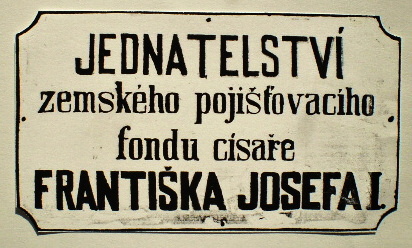 JEDNATELSTVÍ
zemského pojišťovacího
fondu císaře
FRANTIŠKA JOSEFA I.